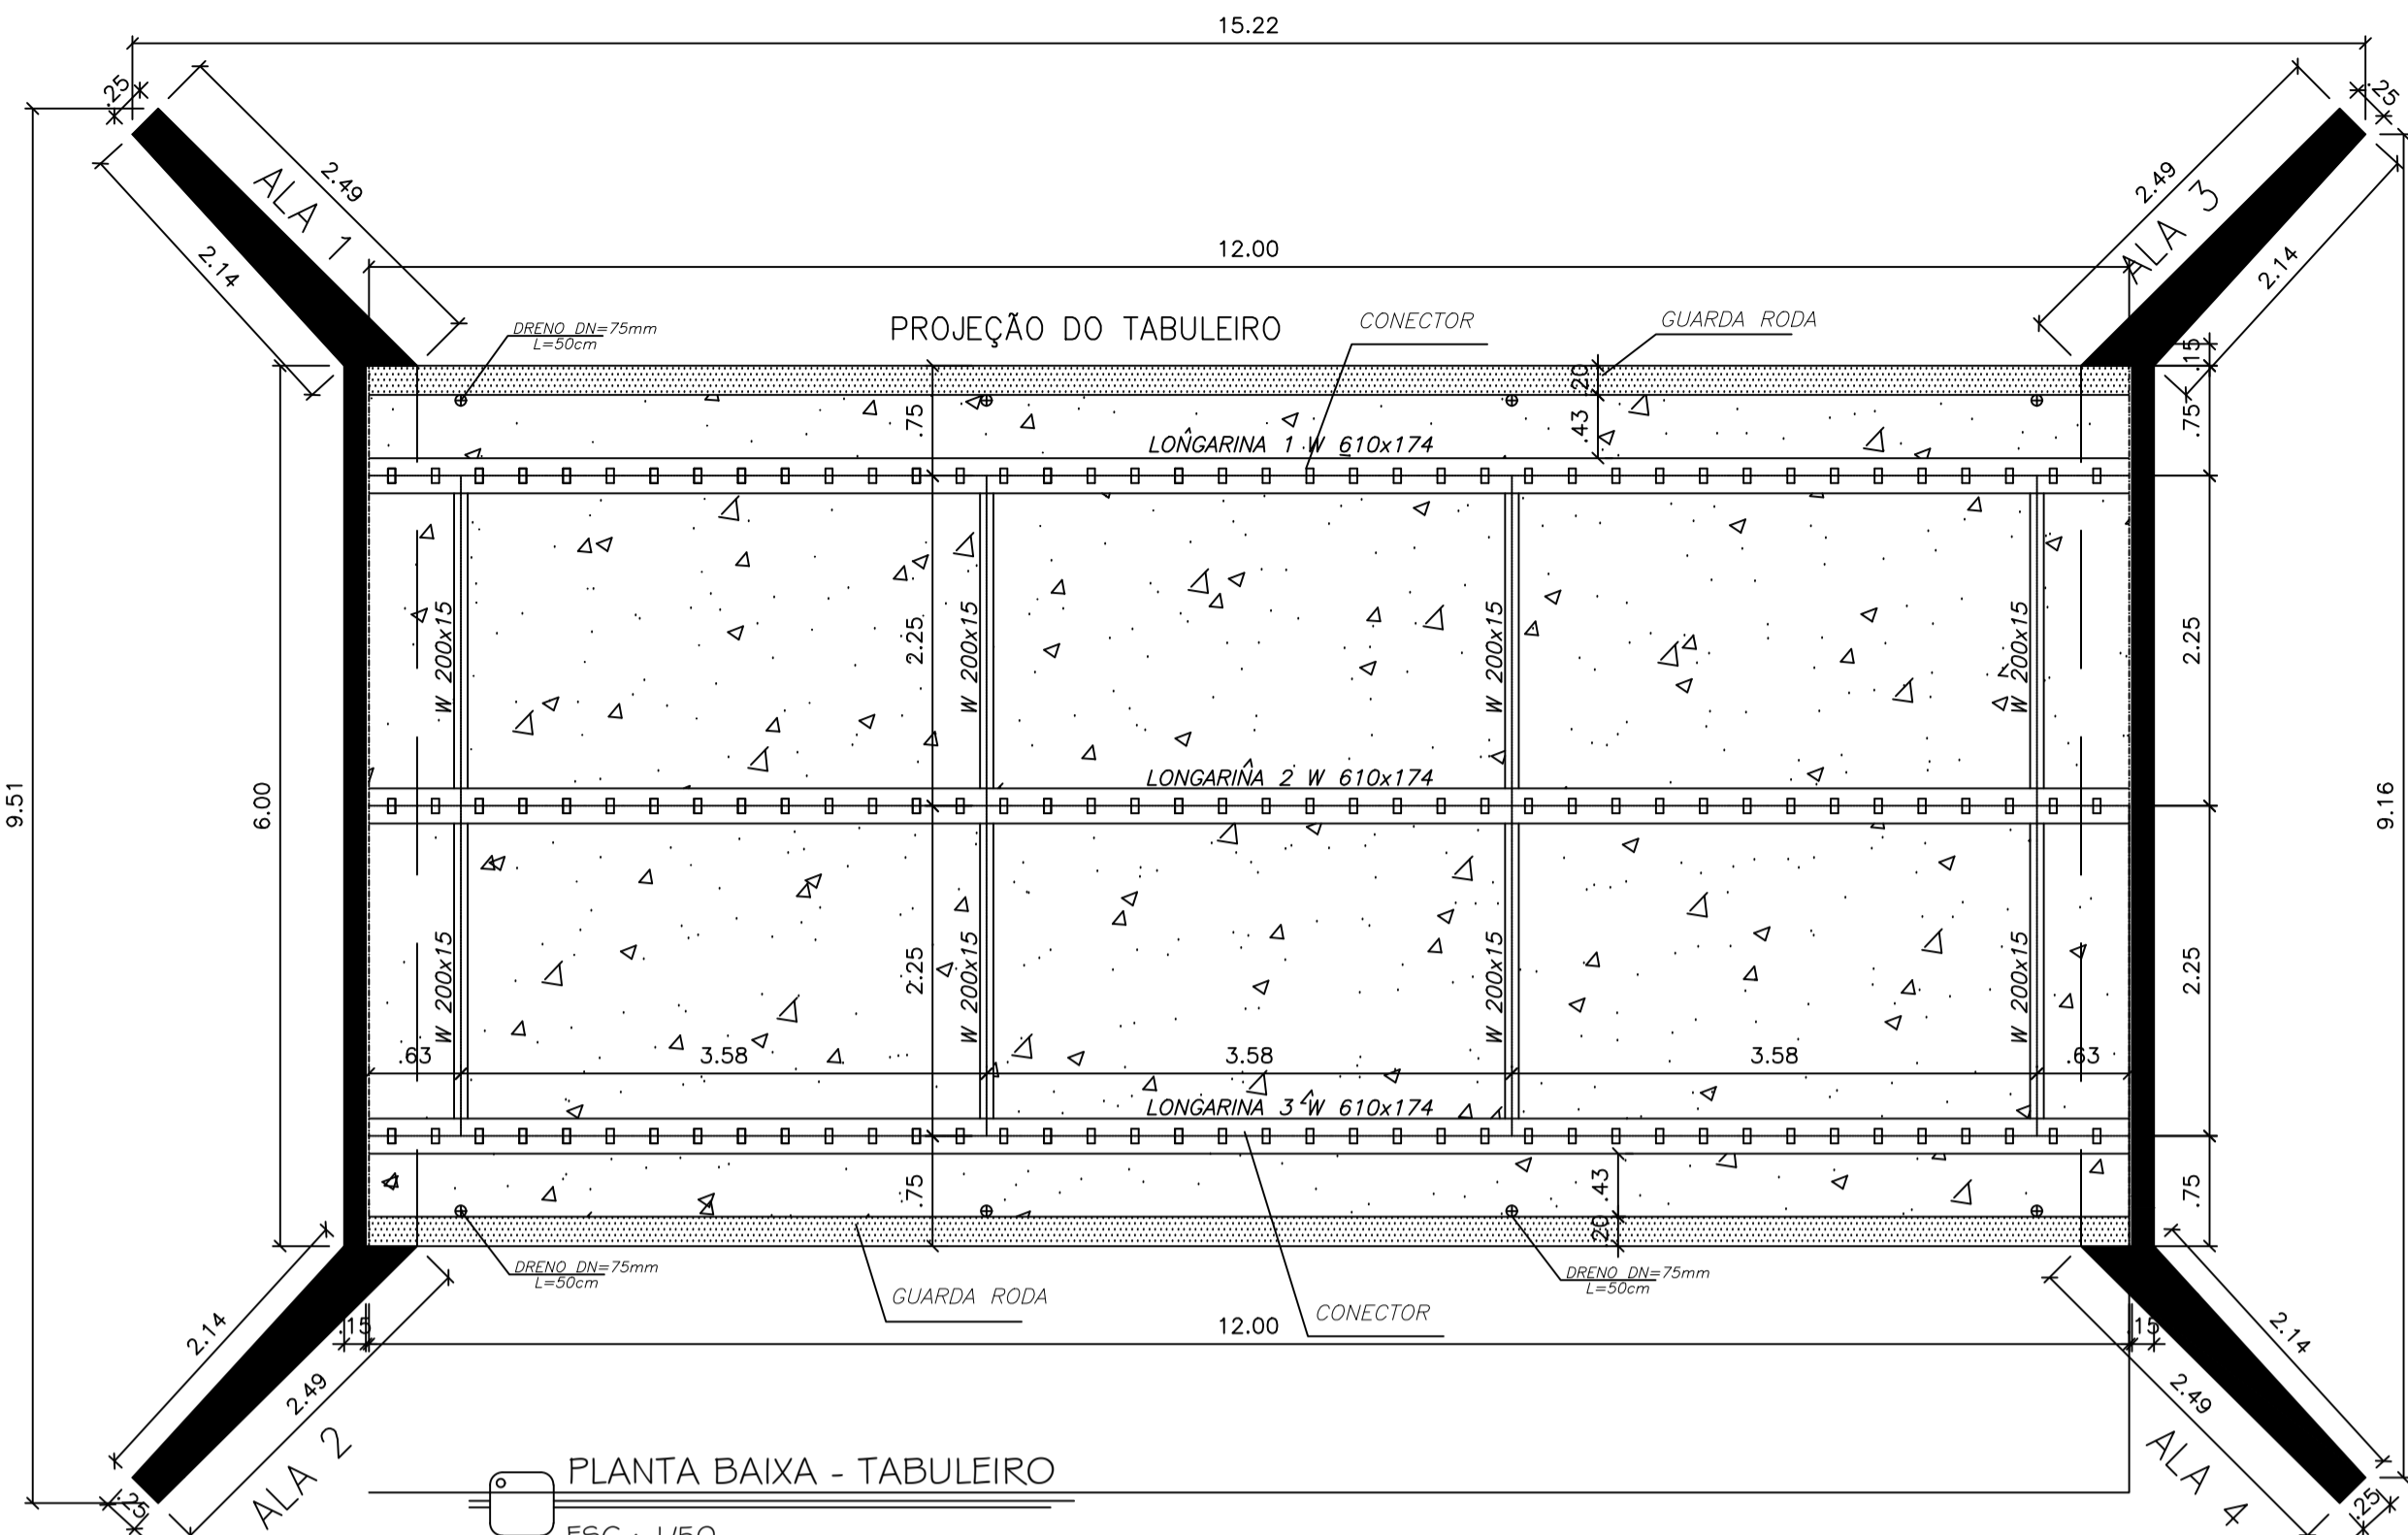 15.22
.25
.25
2.49
ALA 1
2.14
2.49
ALA 3
2.14
12.00
PROJEÇÃO DO TABULEIRO
CONECTOR
GUARDA RODA
DRENO DN=75mm
L=50cm
.15
.20
.75
.43
.75
LONGARINA 1 W 610x174
W 200x15
W 200x15
W 200x15
W 200x15
2.25
2.25
9.51
6.00
9.16
LONGARINA 2 W 610x174
W 200x15
W 200x15
W 200x15
W 200x15
2.25
2.25
.63
3.58
3.58
3.58
.63
LONGARINA 3 W 610x174
.75
.43
.75
.20
DRENO DN=75mm
L=50cm
DRENO DN=75mm
L=50cm
GUARDA RODA
CONECTOR
.15
12.00
.15
2.14
2.49
ALA 2
2.14
2.49
ALA 4
.25
.25
PLANTA BAIXA - TABULEIRO
ESC.: 1/50